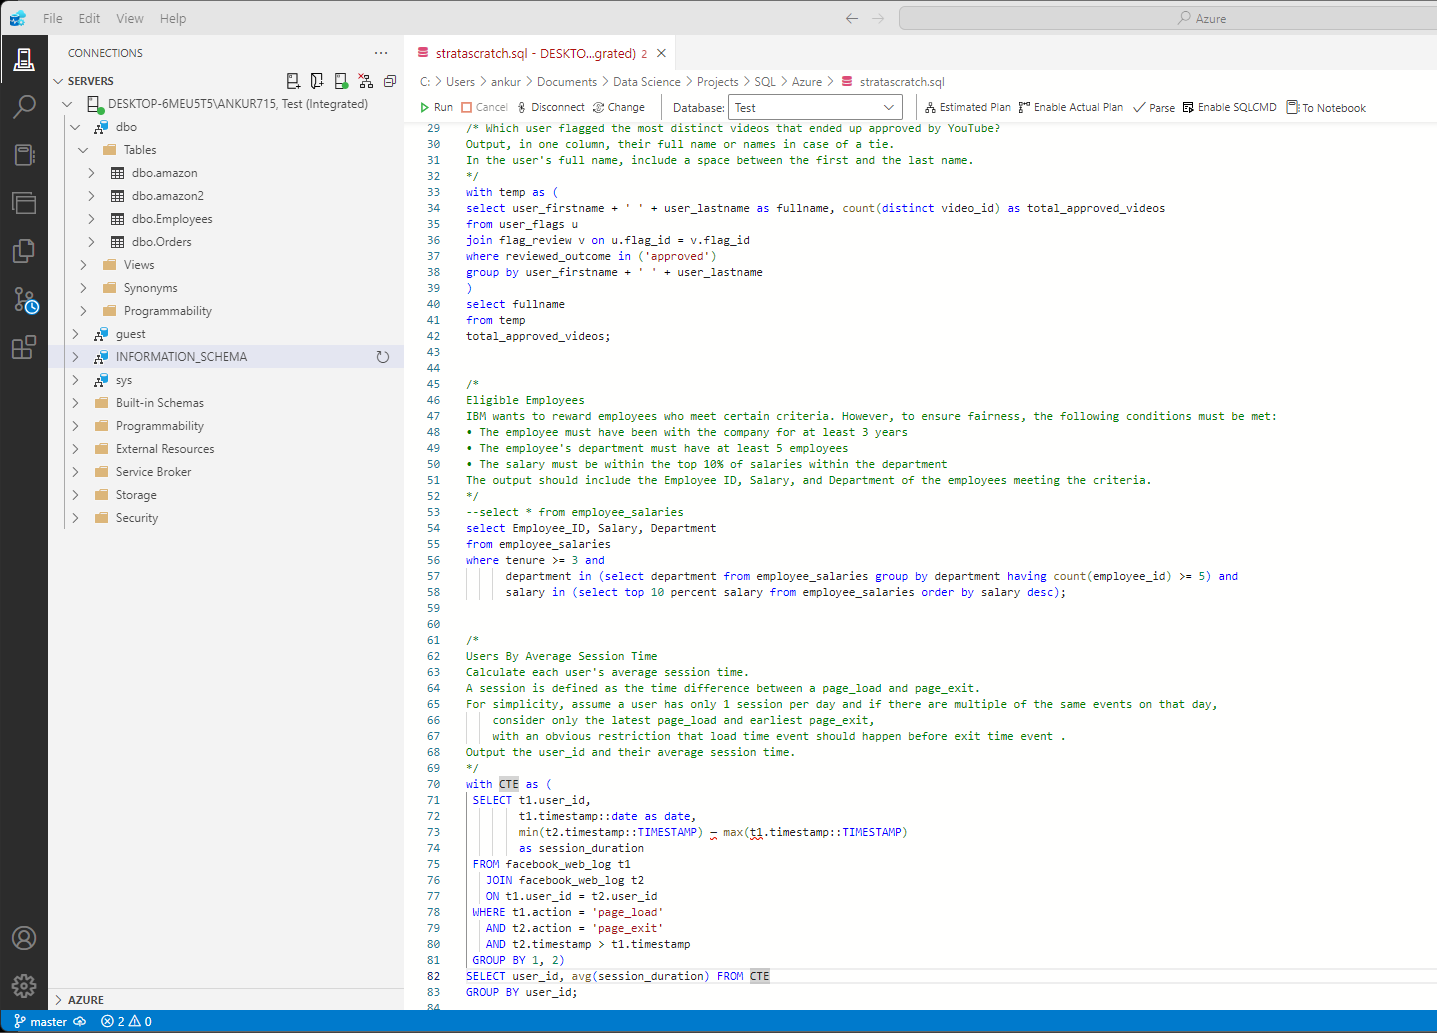 File Edit View Help
Azure
CONNECTIONS
SERVERS
DESKTOP-6MEU5T5\ANKUR715, Test (Integrated)
dbo
Tables
dbo.amazon
dbo.amazon2
dbo.Employees
dbo.Orders
Views
Synonyms
Programmability
guest
INFORMATION_SCHEMA
sys
Built-in Schemas
Programmability
External Resources
Service Broker
Storage
Security
AZURE
stratascratch.sql - DESKTO...grated) 2
C: > Users > ankur > Documents > Data Science > Projects > SQL > Azure > stratascratch.sql
Run Cancel Disconnect Change Database: Test Estimated Plan Enable Actual Plan Parse Enable SQLCMD To Notebook
29 /* Which user flagged the most distinct videos that ended up approved by YouTube?
30 Output, in one column, their full name or names in case of a tie.
31 In the user's full name, include a space between the first and the last name.
32 */
33 with temp as (
34 select user_firstname + ' ' + user_lastname as fullname, count(distinct video_id) as total_approved_videos
35 from user_flags u
36 join flag_review v on u.flag_id = v.flag_id
37 where reviewed_outcome in ('approved')
38 group by user_firstname + ' ' + user_lastname
39 )
40 select fullname
41 from temp
42 total_approved_videos;
43
44
45 /*
46 Eligible Employees
47 IBM wants to reward employees who meet certain criteria. However, to ensure fairness, the following conditions must be met:
48 • The employee must have been with the company for at least 3 years
49 • The employee's department must have at least 5 employees
50 • The salary must be within the top 10% of salaries within the department
51 The output should include the Employee ID, Salary, and Department of the employees meeting the criteria.
52 */
53 --select * from employee_salaries
54 select Employee_ID, Salary, Department
55 from employee_salaries
56 where tenure >= 3 and
57 department in (select department from employee_salaries group by department having count(employee_id) >= 5) and
58 salary in (select top 10 percent salary from employee_salaries order by salary desc);
59
60
61 /*
62 Users By Average Session Time
63 Calculate each user's average session time.
64 A session is defined as the time difference between a page_load and page_exit.
65 For simplicity, assume a user has only 1 session per day and if there are multiple of the same events on that day,
66 consider only the latest page_load and earliest page_exit,
67 with an obvious restriction that load time event should happen before exit time event .
68 Output the user_id and their average session time.
69 */
70 with CTE as (
71 SELECT t1.user_id,
72 t1.timestamp::date as date,
73 min(t2.timestamp::TIMESTAMP) – max(t1.timestamp::TIMESTAMP)
74 as session_duration
75 FROM facebook_web_log t1
76 JOIN facebook_web_log t2
77 ON t1.user_id = t2.user_id
78 WHERE t1.action = 'page_load'
79 AND t2.action = 'page_exit'
80 AND t2.timestamp > t1.timestamp
81 GROUP BY 1, 2)
82 SELECT user_id, avg(session_duration) FROM CTE
83 GROUP BY user_id;
84
master 2 0